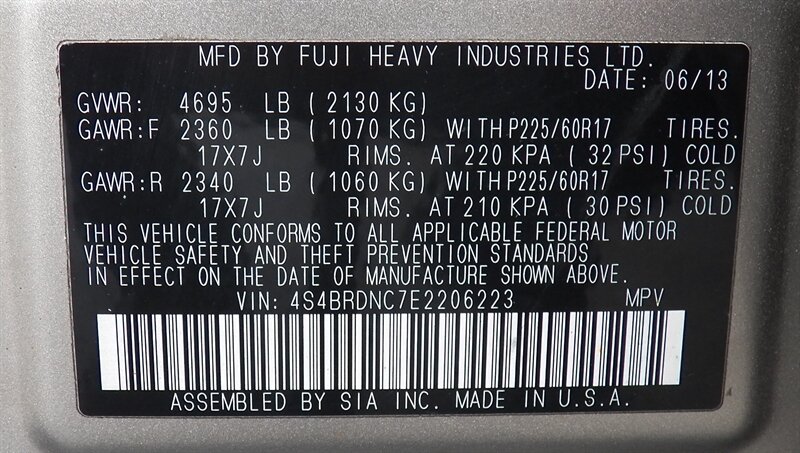 MFD BY FUJI HEAVY INDUSTRIES LTD.
DATE: 06/13
GVWR: 4695 LB ( 2130 KG)
GAWR:F 2360 LB ( 1070 KG) WITH P225/60R17 TIRES.
17X7J RIMS. AT 220 KPA ( 32 PSI) COLD
GAWR:R 2340 LB ( 1060 KG) WITH P225/60R17 TIRES.
17X7J RIMS. AT 210 KPA ( 30 PSI) COLD
THIS VEHICLE CONFORMS TO ALL APPLICABLE FEDERAL MOTOR
VEHICLE SAFETY AND THEFT PREVENTION STANDARDS
IN EFFECT ON THE DATE OF MANUFACTURE SHOWN ABOVE.
VIN: 4S4BRDNC7E2206223 MPV
ASSEMBLED BY SIA INC. MADE IN U.S.A.